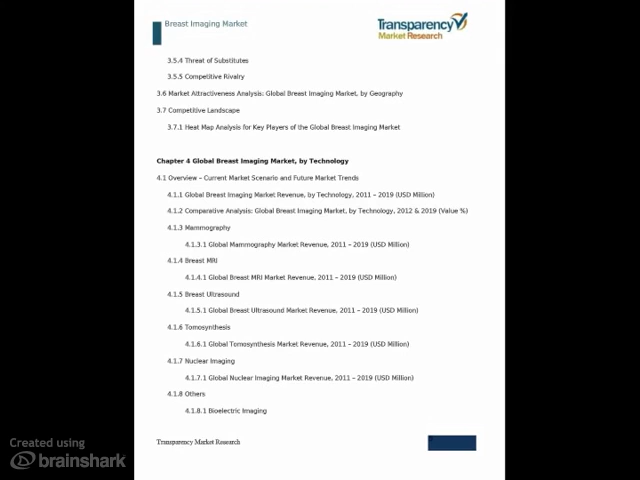 Breast Imaging Market
Transparency
Market Research
3.5.4 Threat of Substitutes
3.5.5 Competitive Rivalry
3.6 Market Attractiveness Analysis: Global Breast Imaging Market, by Geography
3.7 Competitive Landscape
3.7.1 Heat Map Analysis for Key Players of the Global Breast Imaging Market
Chapter 4 Global Breast Imaging Market, by Technology
4.1 Overview – Current Market Scenario and Future Market Trends
4.1.1 Global Breast Imaging Market Revenue, by Technology, 2011 – 2019 (USD Million)
4.1.2 Comparative Analysis: Global Breast Imaging Market, by Technology, 2012 & 2019 (Value %)
4.1.3 Mammography
4.1.3.1 Global Mammography Market Revenue, 2011 – 2019 (USD Million)
4.1.4 Breast MRI
4.1.4.1 Global Breast MRI Market Revenue, 2011 – 2019 (USD Million)
4.1.5 Breast Ultrasound
4.1.5.1 Global Breast Ultrasound Market Revenue, 2011 – 2019 (USD Million)
4.1.6 Tomosynthesis
4.1.6.1 Global Tomosynthesis Market Revenue, 2011 – 2019 (USD Million)
4.1.7 Nuclear Imaging
4.1.7.1 Global Nuclear Imaging Market Revenue, 2011 – 2019 (USD Million)
4.1.8 Others
4.1.8.1 Bioelectric Imaging
Transparency Market Research
Created using
brainshark